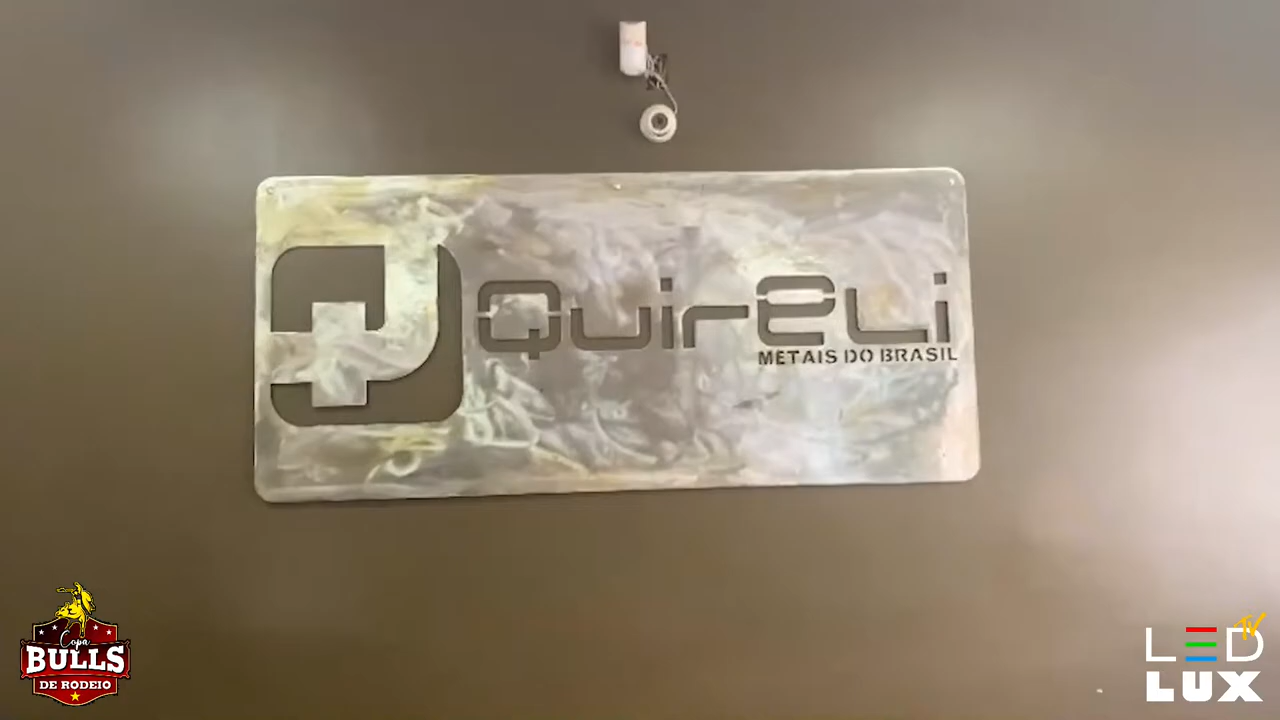 Quireli
METAIS DO BRASIL
Copa
BULLS
DE RODEIO
LED TV
LUX